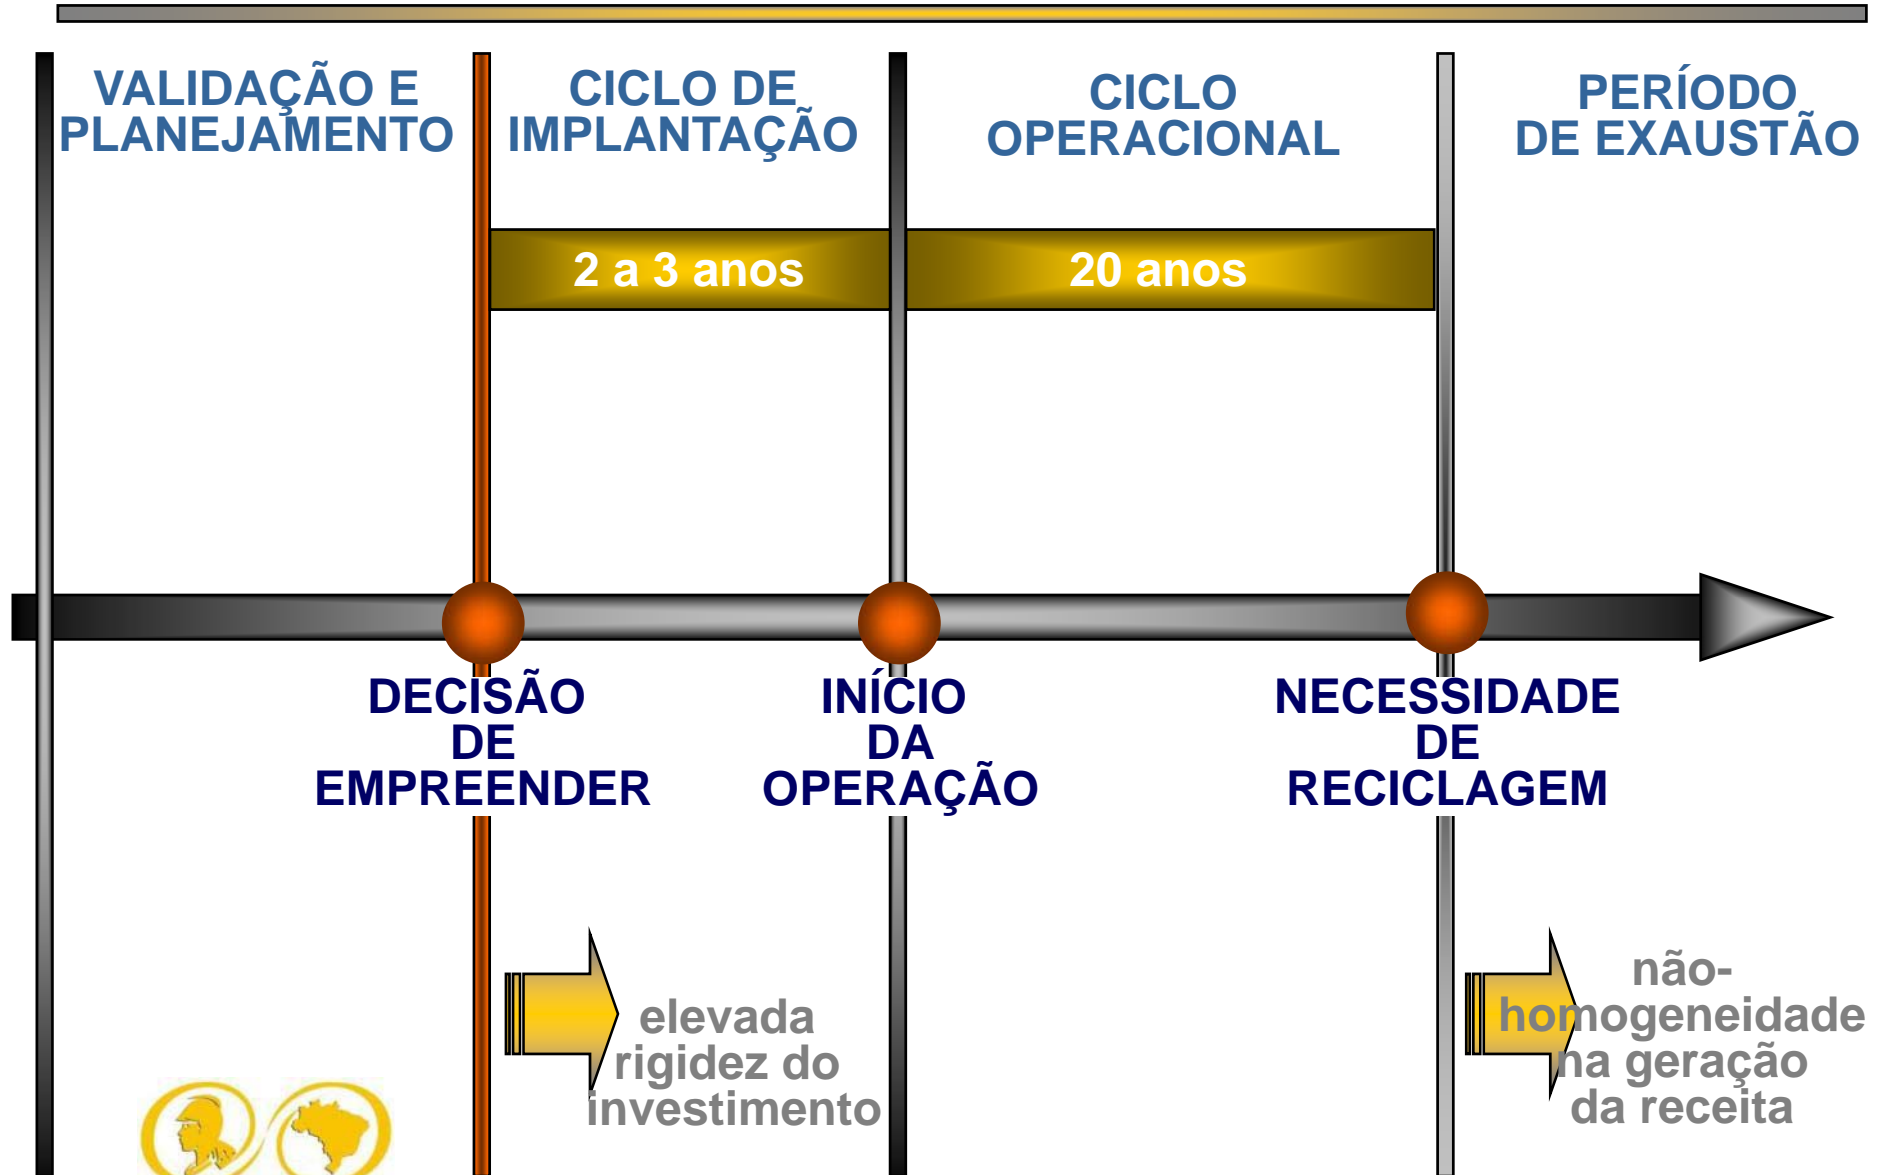 VALIDAÇÃO E
PLANEJAMENTO
CICLO DE
IMPLANTAÇÃO
CICLO
OPERACIONAL
PERÍODO
DE EXAUSTÃO
2 a 3 anos
20 anos
DECISÃO
DE
EMPREENDER
INÍCIO
DA
OPERAÇÃO
NECESSIDADE
DE
RECICLAGEM
elevada
rigidez do
investimento
não-
homogeneidade
na geração
da receita